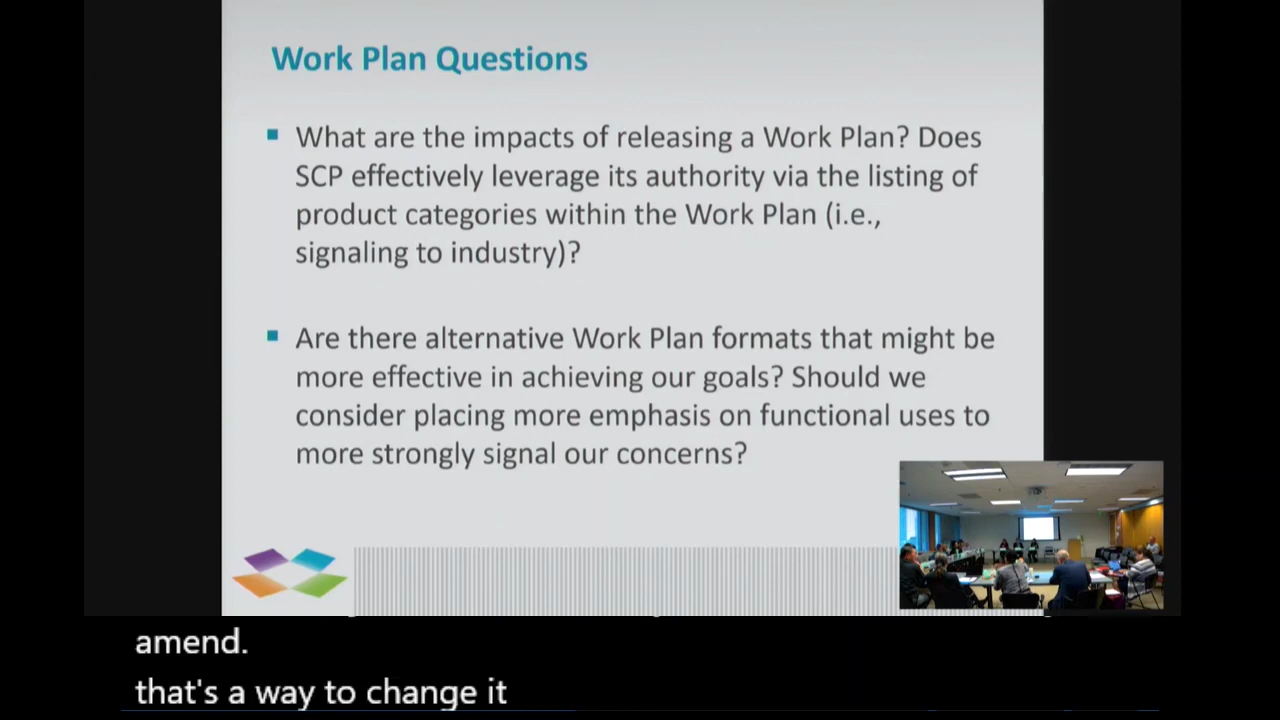 Work Plan Questions
What are the impacts of releasing a Work Plan? Does
SCP effectively leverage its authority via the listing of
product categories within the Work Plan (i.e.,
signaling to industry)?
Are there alternative Work Plan formats that might be
more effective in achieving our goals? Should we
consider placing more emphasis on functional uses to
more strongly signal our concerns?
amend.
that's a way to change it